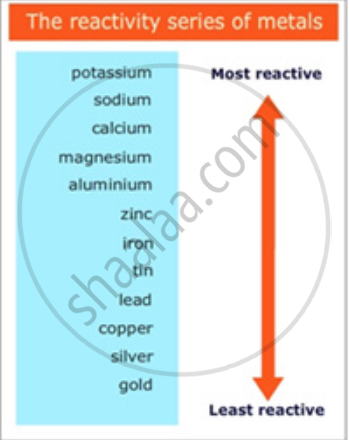 The reactivity series of metals
potassium
Most reactive
sodium
calcium
magnesium
aluminium
zinc
iron
tin
lead
copper
silver
gold
Least reactive
shaalaa.com